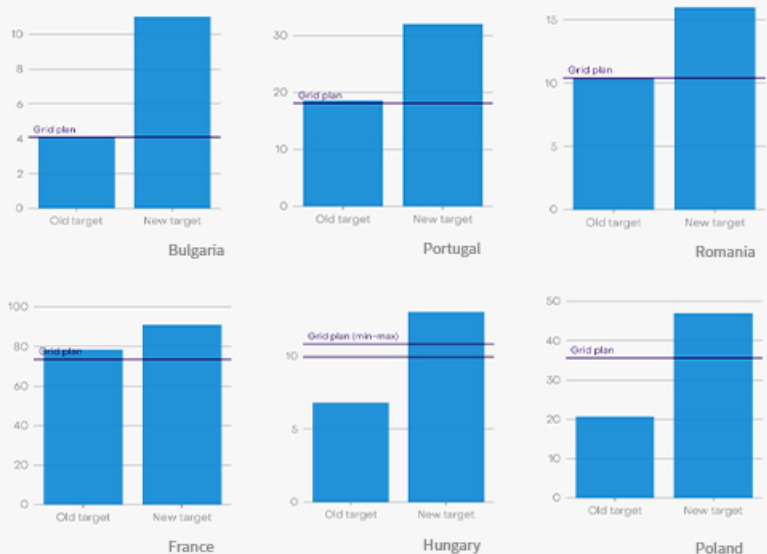 10
8
6
4
2
0
Grid plan
Old target New target
Bulgaria
30
20
10
0
Grid plan
Old target New target
Portugal
15
10
5
0
Grid plan
Old target New target
Romania
100
80
60
40
20
0
Grid plan
Old target New target
France
10
5
0
Grid plan (min-max)
Old target New target
Hungary
50
40
30
20
10
0
Grid plan
Old target New target
Poland